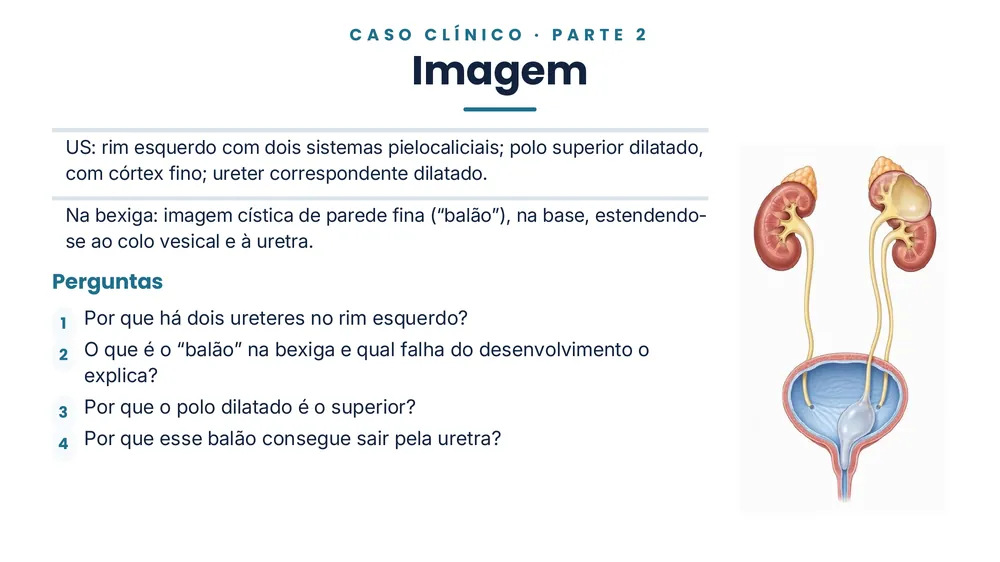 CASO CLÍNICO · PARTE 2
Imagem
US: rim esquerdo com dois sistemas pielocaliciais; polo superior dilatado,
com córtex fino; ureter correspondente dilatado.
Na bexiga: imagem cística de parede fina (“balão”), na base, estendendo-
se ao colo vesical e à uretra.
Perguntas
1 Por que há dois ureteres no rim esquerdo?
2 O que é o “balão” na bexiga e qual falha do desenvolvimento o
explica?
3 Por que o polo dilatado é o superior?
4 Por que esse balão consegue sair pela uretra?